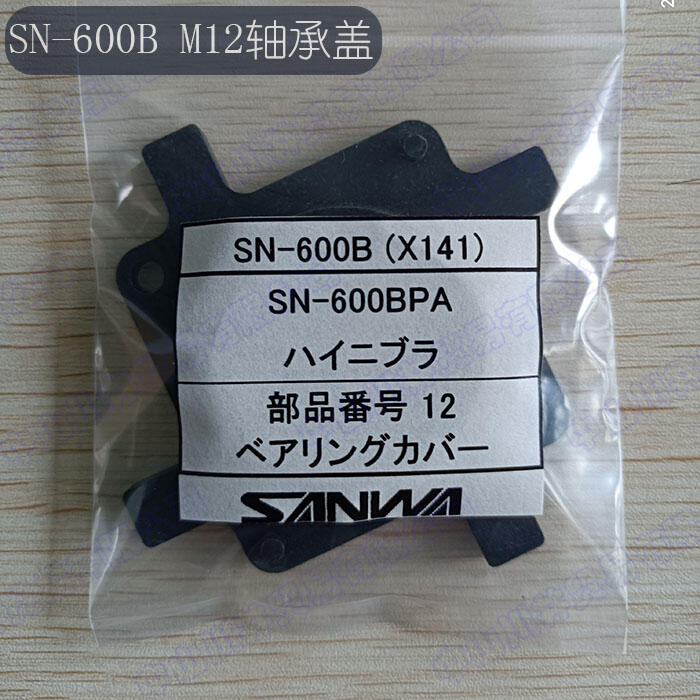 SN-600B M12轴承盖
SN-600B (X141)
SN-600BPA
ハイニブラ
部品番号 12
ベアリングカバー
SANWA